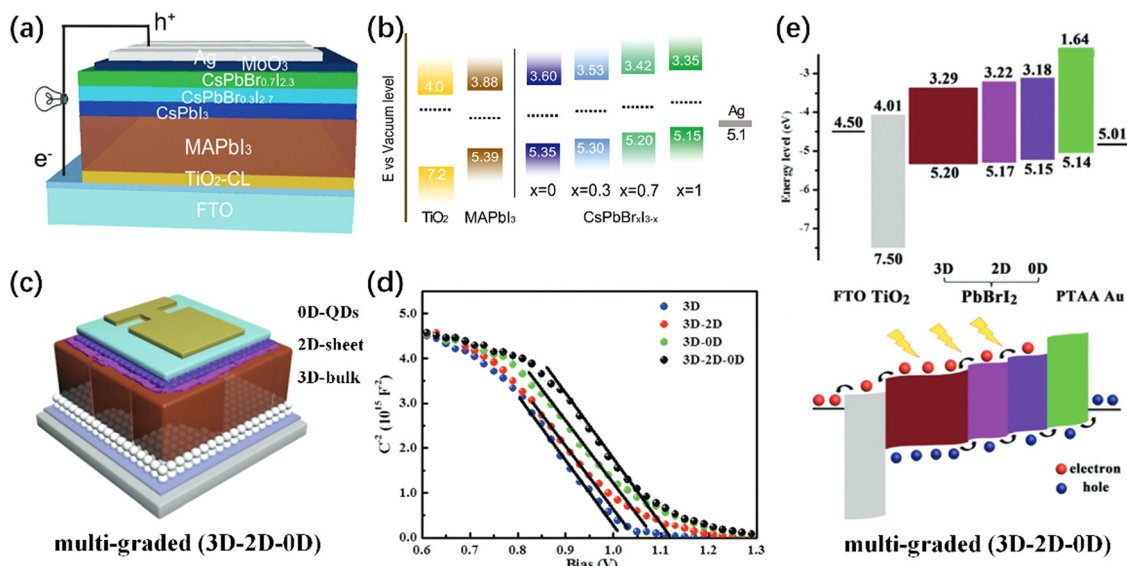 (a)
h⁺
Ag
MoO₃
CsPbBr₀.₇I₂.₃
CsPbBr₀.₃I₂.₇
CsPbI₃
MAPbI₃
e⁻
TiO₂-CL
FTO
(b)
E vs Vacuum level
4.0
3.88
3.60
3.53
3.42
3.35
Ag
5.1
7.2
5.39
5.35
5.30
5.20
5.15
x=0
x=0.3
x=0.7
x=1
TiO₂
MAPbI₃
CsPbBrₓI₃₋ₓ
(c)
0D-QDs
2D-sheet
3D-bulk
multi-graded (3D-2D-0D)
(d)
C⁻² (10¹⁵ F⁻²)
5.0
4.0
3.0
2.0
1.0
0.0
3D
3D-2D
3D-0D
3D-2D-0D
0.6 0.7 0.8 0.9 1.0 1.1 1.2 1.3
Bias (V)
(e)
Energy level (eV)
-3
-4
-5
-6
-7
1.64
3.29
3.22
3.18
4.50
4.01
5.01
5.20
5.17
5.15
5.14
7.50
3D
2D
0D
FTO TiO₂
PbBrI₂
PTAA Au
electron
hole
multi-graded (3D-2D-0D)